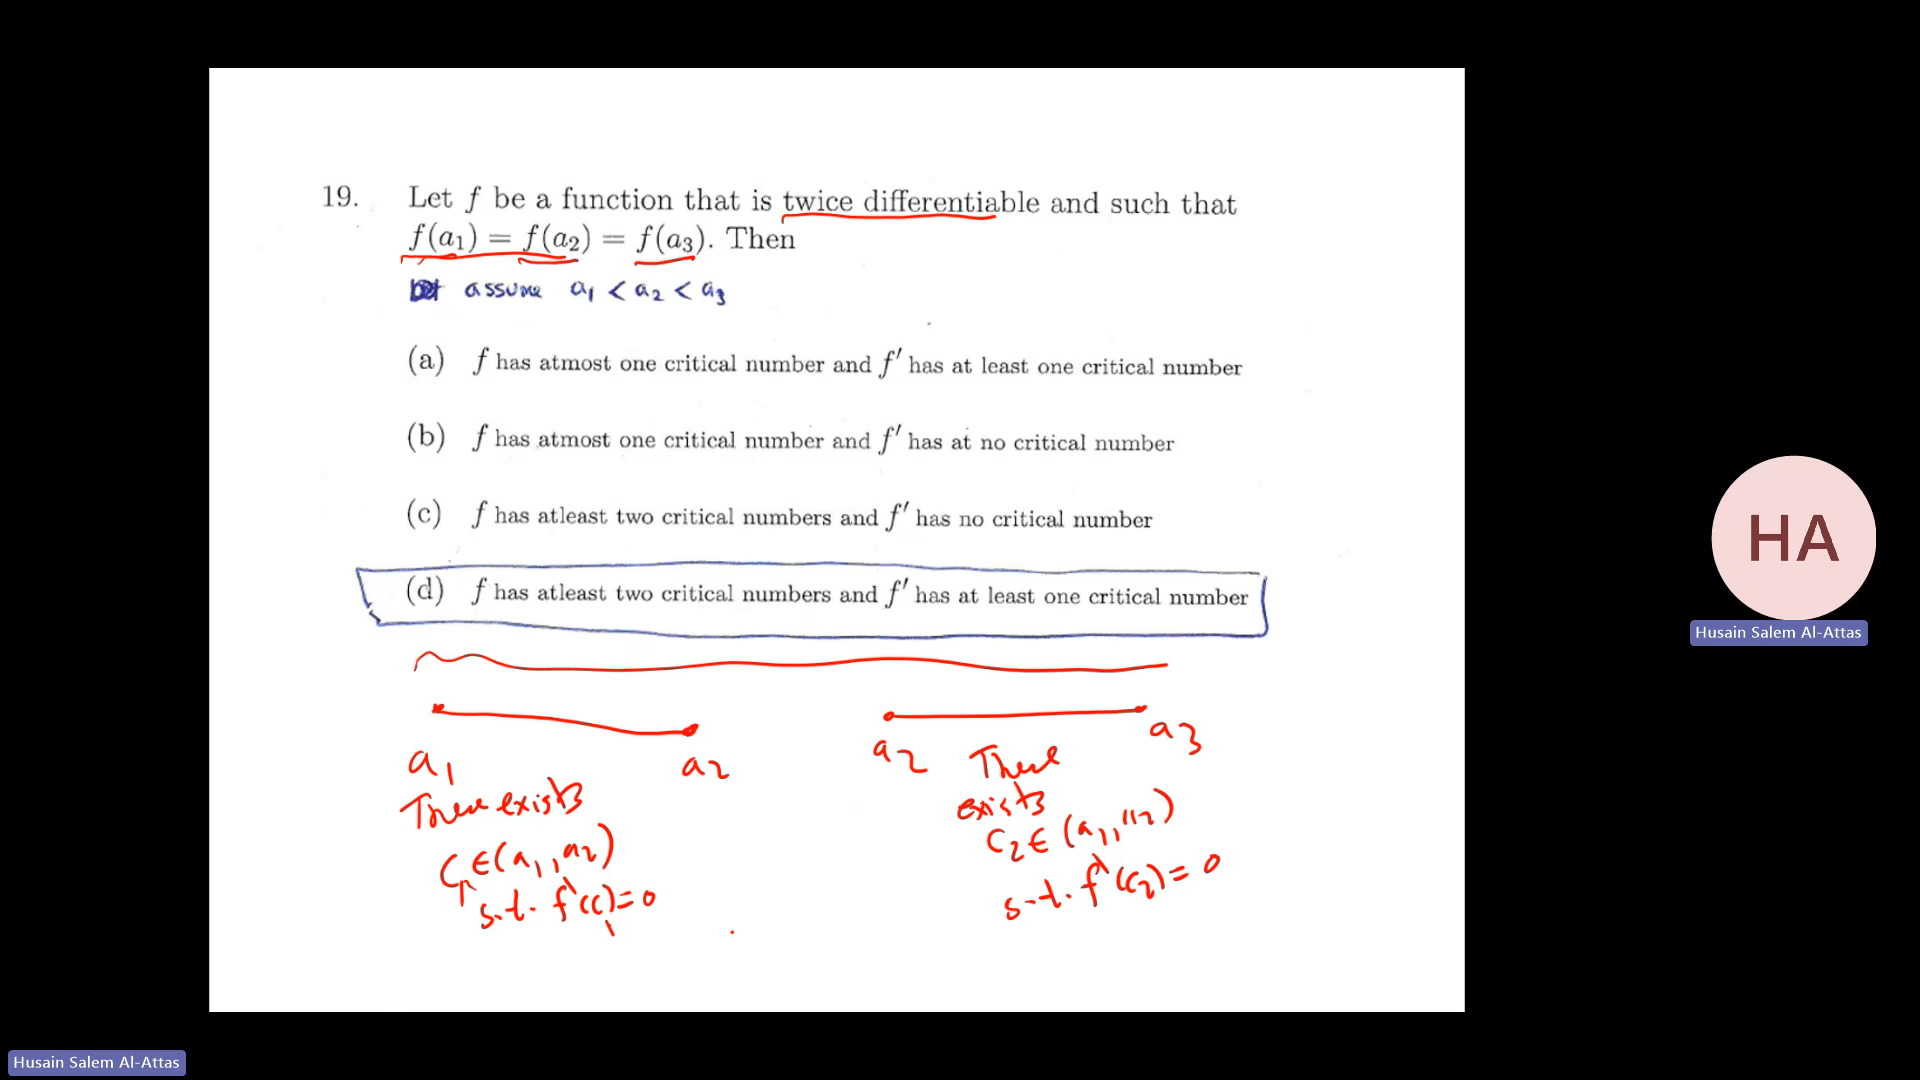 19. Let f be a function that is twice differentiable and such that
f(a₁) = f(a₂) = f(a₃). Then
assume a₁ < a₂ < a₃
(a) f has atmost one critical number and f′ has at least one critical number
(b) f has atmost one critical number and f′ has at no critical number
(c) f has atleast two critical numbers and f′ has no critical number
(d) f has atleast two critical numbers and f′ has at least one critical number
a₁ a₂
There exists
C₁ ∈ (a₁, a₂)
s.t. f′(c₁) = 0
a₂ a₃
There
exists
C₂ ∈ (a₁,
s.t. f′(c₂) = 0
HA
Husain Salem Al-Attas
Husain Salem Al-Attas